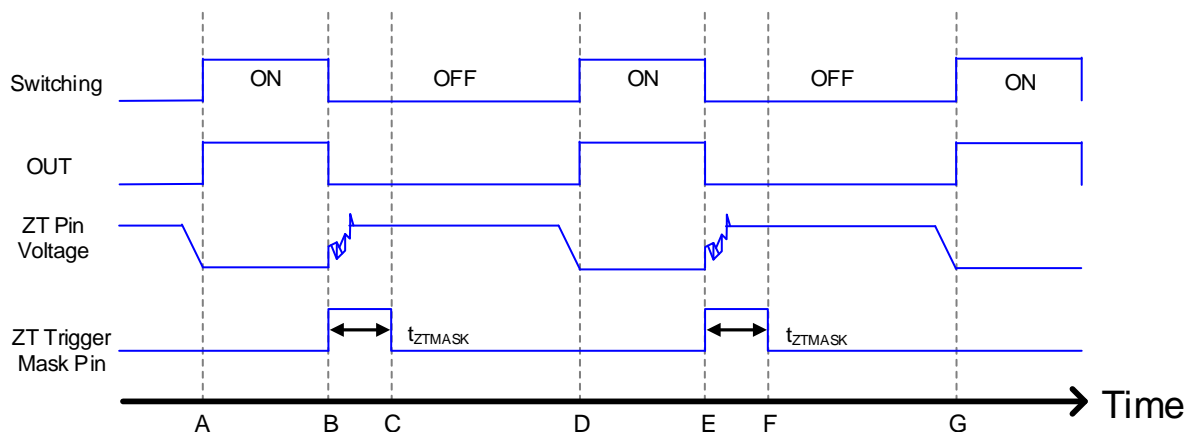 Switching
ON
OFF
ON
OFF
ON
OUT
ZT Pin
Voltage
ZT Trigger
Mask Pin
tZTMASK
tZTMASK
Time
A
B
C
D
E
F
G